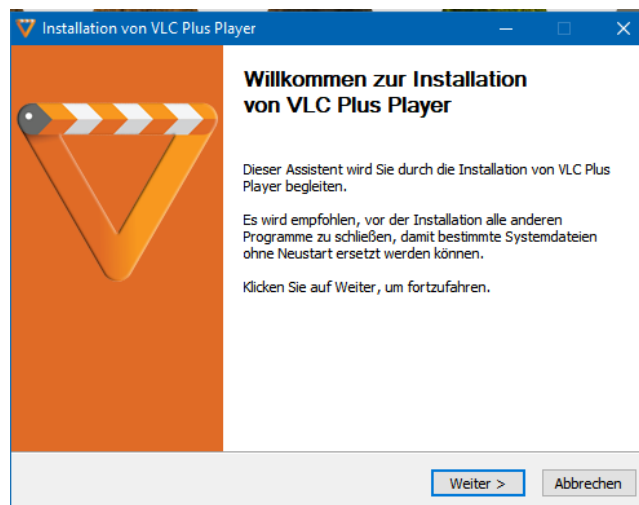 Installation von VLC Plus Player
Willkommen zur Installation
von VLC Plus Player
Dieser Assistent wird Sie durch die Installation von VLC Plus
Player begleiten.
Es wird empfohlen, vor der Installation alle anderen
Programme zu schließen, damit bestimmte Systemdateien
ohne Neustart ersetzt werden können.
Klicken Sie auf Weiter, um fortzufahren.
Weiter >
Abbrechen